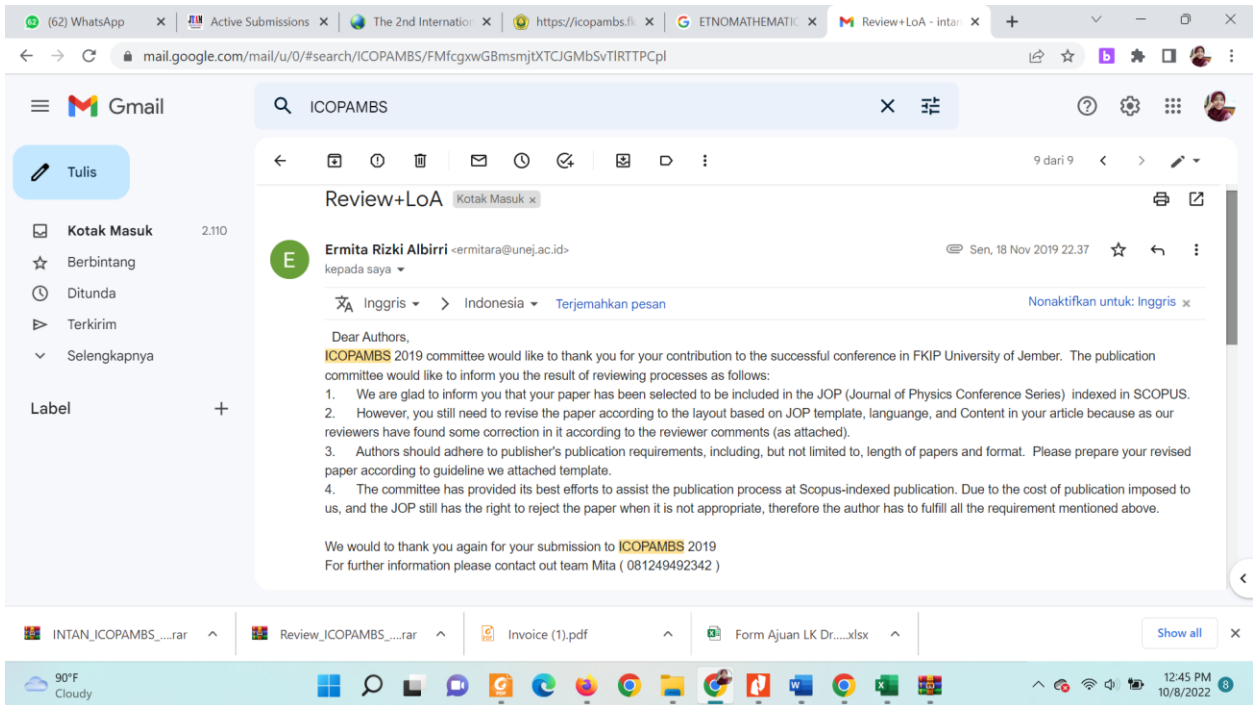 (62) WhatsApp
Active Submissions
The 2nd Internation
https://icopambs.fk
ETNOMATHEMATIC
Review+LoA - intan
mail.google.com/mail/u/0/#search/ICOPAMBS/FMfcgxwGBmsmjtXTCJGMbSvTlRTTPCpl
Gmail
ICOPAMBS
Tulis
9 dari 9
Kotak Masuk 2.110
Berbintang
Ditunda
Terkirim
Selengkapnya
Label
Review+LoA Kotak Masuk x
E
Ermita Rizki Albirri <ermitara@unej.ac.id> Sen, 18 Nov 2019 22.37
kepada saya
Inggris > Indonesia Terjemahkan pesan Nonaktifkan untuk: Inggris x
Dear Authors,
ICOPAMBS 2019 committee would like to thank you for your contribution to the successful conference in FKIP University of Jember. The publication
committee would like to inform you the result of reviewing processes as follows:
1. We are glad to inform you that your paper has been selected to be included in the JOP (Journal of Physics Conference Series) indexed in SCOPUS.
2. However, you still need to revise the paper according to the layout based on JOP template, languange, and Content in your article because as our
reviewers have found some correction in it according to the reviewer comments (as attached).
3. Authors should adhere to publisher's publication requirements, including, but not limited to, length of papers and format. Please prepare your revised
paper according to guideline we attached template.
4. The committee has provided its best efforts to assist the publication process at Scopus-indexed publication. Due to the cost of publication imposed to
us, and the JOP still has the right to reject the paper when it is not appropriate, therefore the author has to fulfill all the requirement mentioned above.
We would to thank you again for your submission to ICOPAMBS 2019
For further information please contact out team Mita ( 081249492342 )
INTAN_ICOPAMBS_....rar
Review_ICOPAMBS_....rar
Invoice (1).pdf
Form Ajuan LK Dr.....xlsx
Show all
90°F
Cloudy
12:45 PM
10/8/2022
8